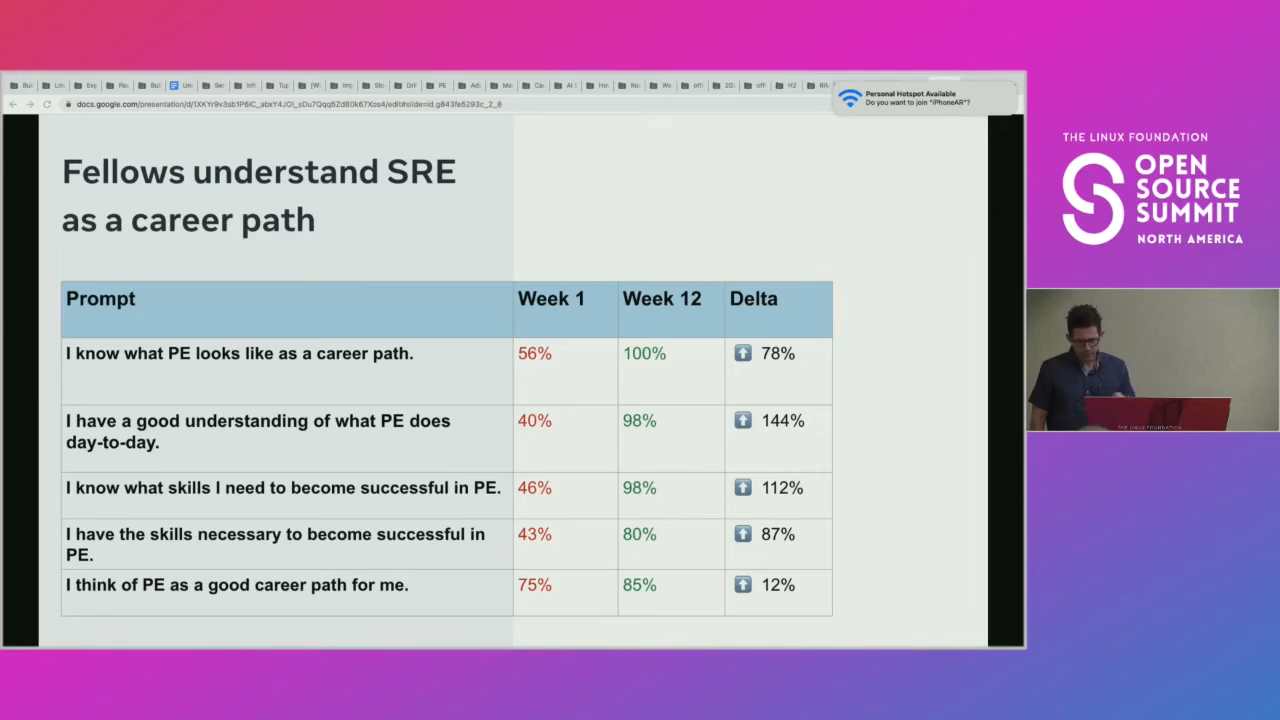 Personal Hotspot Available
Do you want to join "iPhoneAR"?
Fellows understand SRE
as a career path
Prompt Week 1 Week 12 Delta
I know what PE looks like as a career path. 56% 100% 78%
I have a good understanding of what PE does
day-to-day. 40% 98% 144%
I know what skills I need to become successful in PE. 46% 98% 112%
I have the skills necessary to become successful in
PE. 43% 80% 87%
I think of PE as a good career path for me. 75% 85% 12%
THE LINUX FOUNDATION
OPEN
SOURCE
SUMMIT
NORTH AMERICA
THE LINUX FOUNDATION